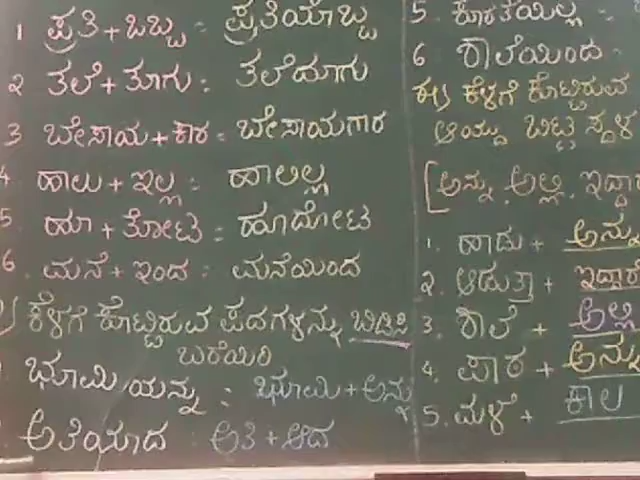 1 ಪ್ರತಿ + ಒಬ್ಬ = ಪ್ರತಿಯೊಬ್ಬ
2 ತಲೆ + ತೂಗು = ತಲೆದೂಗು
3 ಬೇಸಾಯ + ಕಾರ = ಬೇಸಾಯಗಾರ
4 ಹಾಲು + ಇಲ್ಲ = ಹಾಲಿಲ್ಲ
5 ಹೂ + ತೋಟ = ಹೂದೋಟ
6. ಮನೆ + ಇಂದ = ಮನೆಯಿಂದ
) ಕೆಳಗೆ ಕೊಟ್ಟಿರುವ ಪದಗಳನ್ನು ಬಿಡಿಸಿ
ಬರೆಯಿರಿ
ಭೂಮಿಯನ್ನು = ಭೂಮಿ + ಅನ್ನು
ಅತಿಯಾದ = ಅತಿ + ಆದ
5. ಕೊರತೆಯಿಲ್ಲ =
6 ಶಾಲೆಯಿಂದ
ಕೆಳಗೆ ಕೊಟ್ಟಿರುವ
ಆಯ್ದು ಬಿಟ್ಟ ಸ್ಥಳ
[ಅನ್ನು, ಅಲ್ಲಿ, ಇದ್ದಾರೆ
1. ಹಾಡು + ಅನ್ನು
2. ಆಡುತ್ತಾ + ಇದ್ದಾರೆ
3. ಶಾಲೆ + ಅಲ್ಲಿ
4. ಪಾಠ + ಅನ್ನು
5. ಮಳೆ + ಕಾಲ